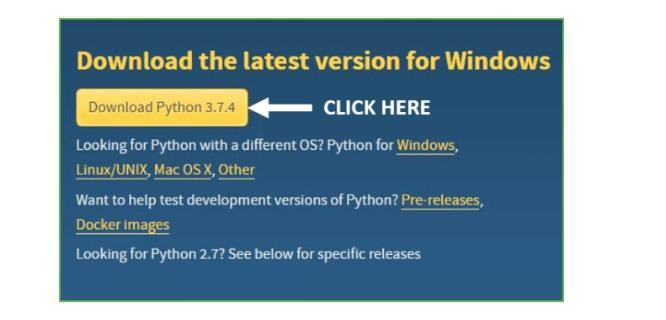 Download the latest version for Windows
Download Python 3.7.4 CLICK HERE
Looking for Python with a different OS? Python for Windows,
Linux/UNIX, Mac OS X, Other
Want to help test development versions of Python? Pre-releases,
Docker images
Looking for Python 2.7? See below for specific releases